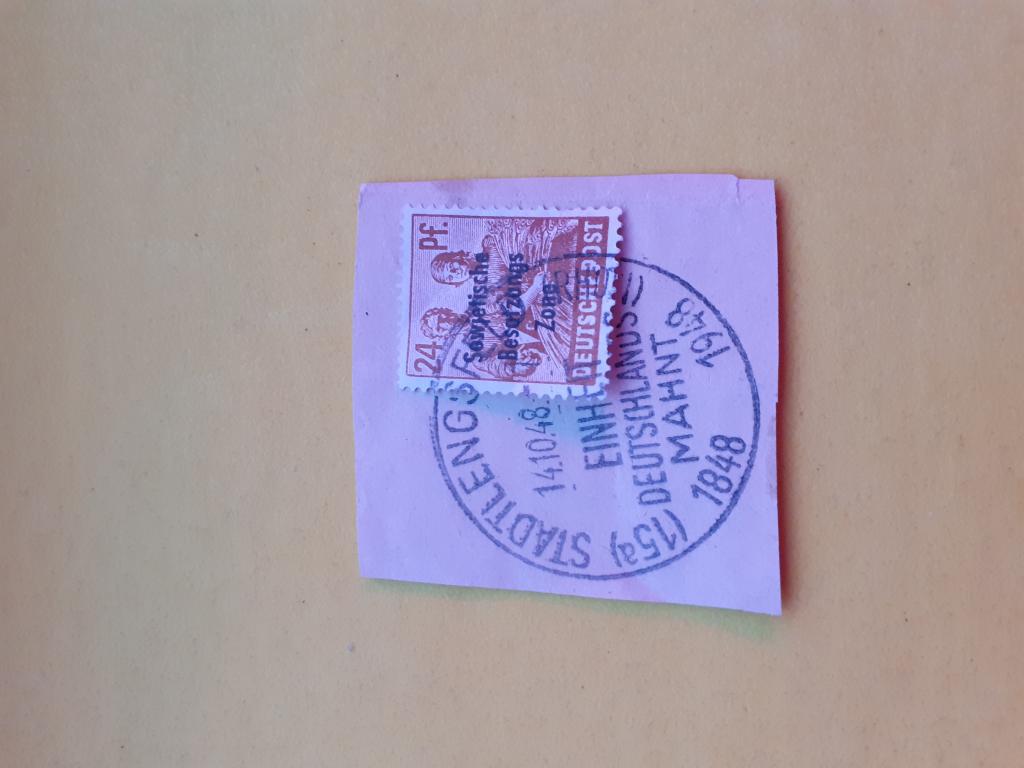 24 Pf.
Sowjetische
Besatzungs
Zone
DEUTSCHE POST
(15a) STADTLENGS
14.10.48
EINH
DEUTSCHLANDS
MAHNT
1848 1948